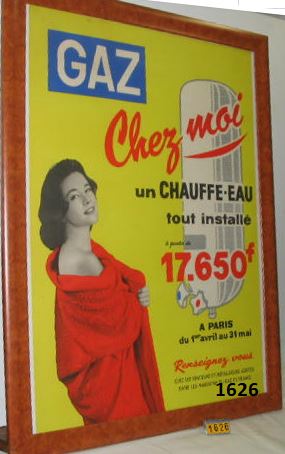 GAZ
Chez moi
un CHAUFFE-EAU
tout installé
à partir de
17.650f
A PARIS
du 1er avril au 31 mai
Renseignez-vous
1626
1626